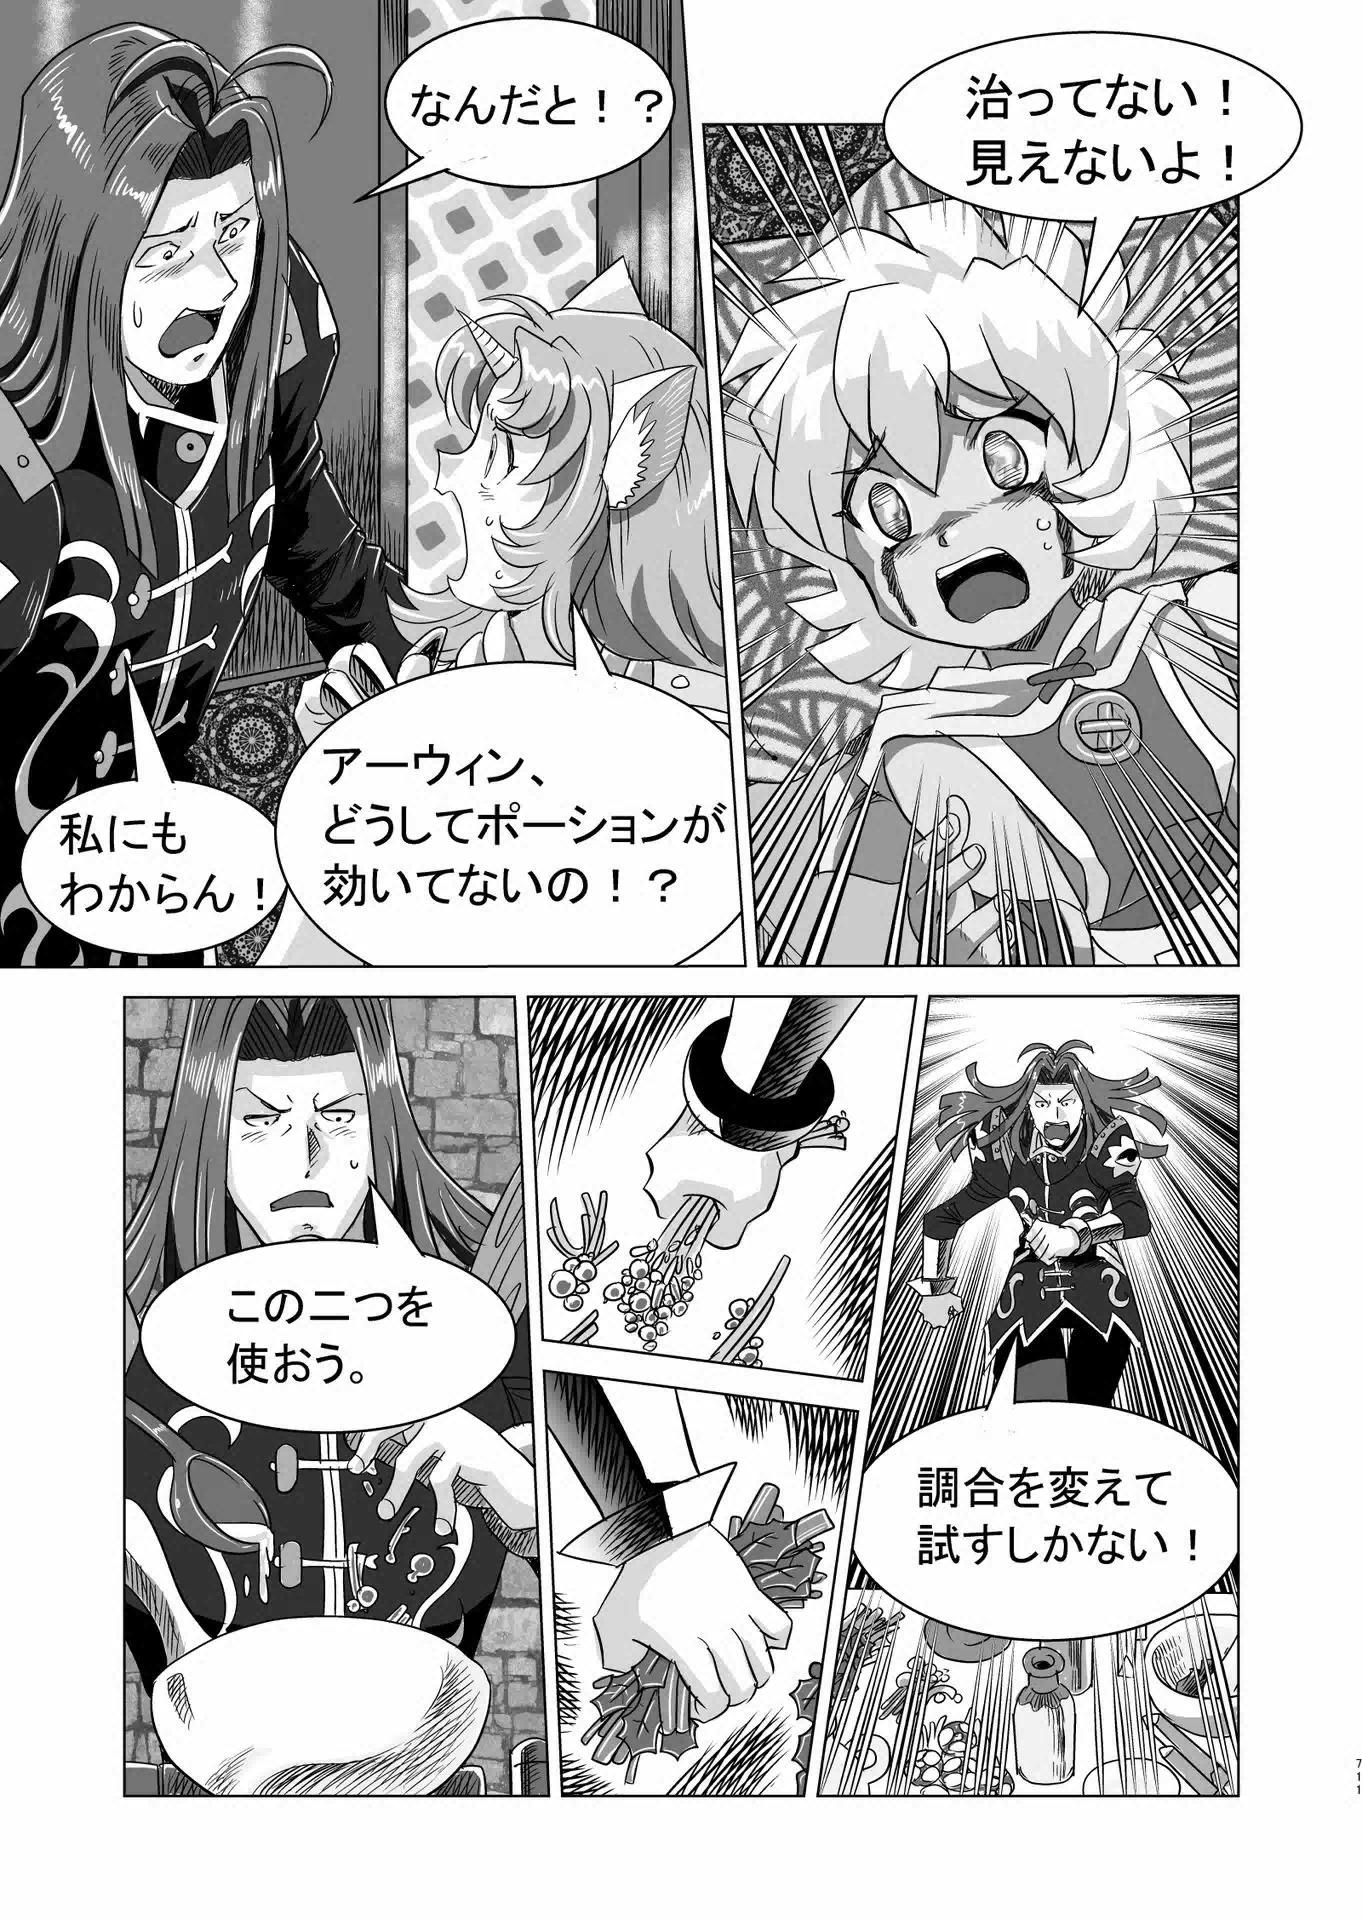 治ってない！
見えないよ！
なんだと！？
アーウィン、
どうしてポーションが
効いてないの！？
私にも
わからん！
調合を変えて
試すしかない！
この二つを
使おう。
711